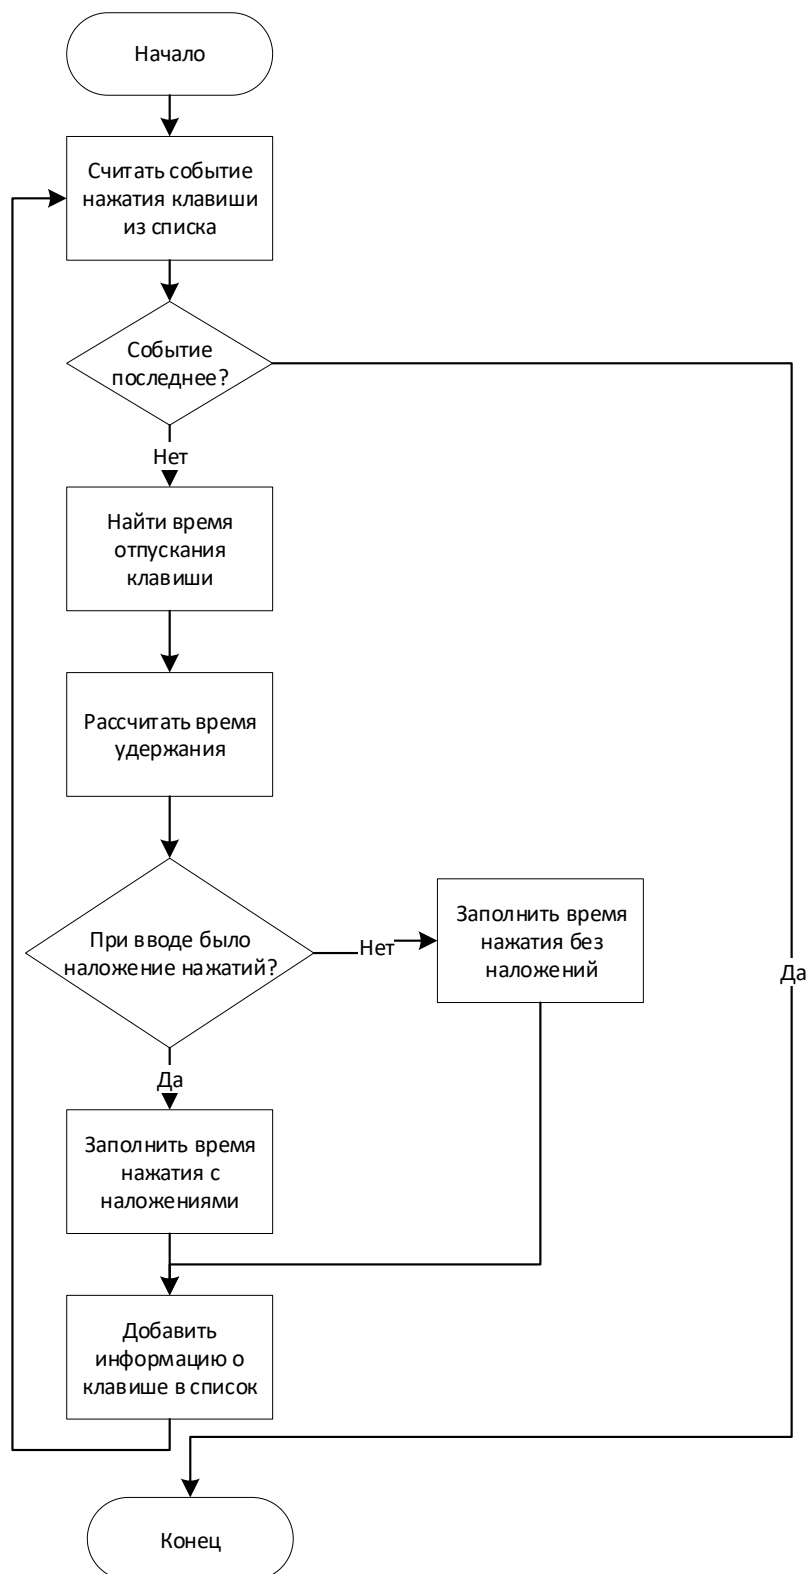 Начало
Считать событие
нажатия клавиши
из списка
Событие
последнее?
Нет
Найти время
отпускания
клавиши
Рассчитать время
удержания
При вводе было
наложение нажатий?
Нет
Заполнить время
нажатия без
наложений
Да
Да
Заполнить время
нажатия с
наложениями
Добавить
информацию о
клавише в список
Конец